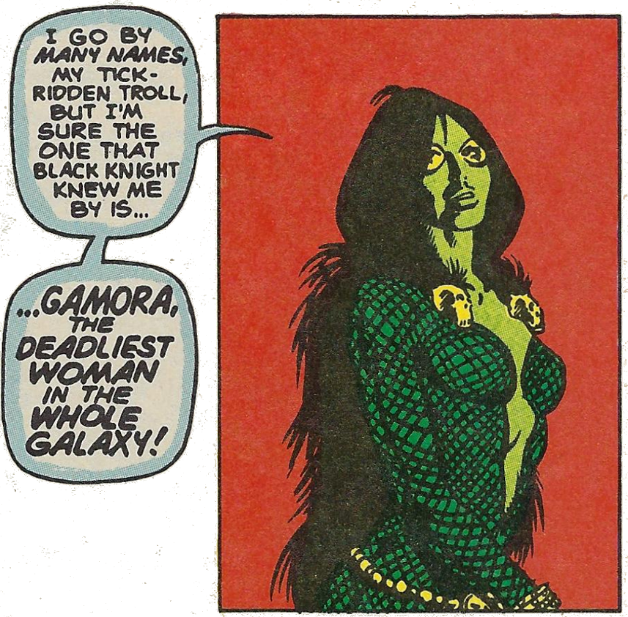 I GO BY
MANY NAMES,
MY TICK-
RIDDEN TROLL,
BUT I'M
SURE THE
ONE THAT
BLACK KNIGHT
KNEW ME
BY IS...
...GAMORA,
THE
DEADLIEST
WOMAN
IN THE
WHOLE
GALAXY!